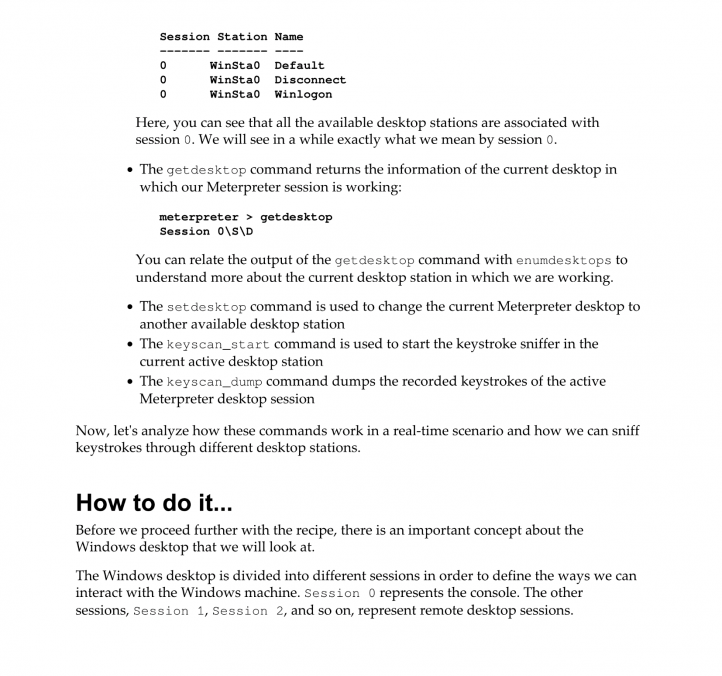 Session Station Name
------- ------- ----
0 WinSta0 Default
0 WinSta0 Disconnect
0 WinSta0 Winlogon
Here, you can see that all the available desktop stations are associated with
session 0. We will see in a while exactly what we mean by session 0.
• The getdesktop command returns the information of the current desktop in
which our Meterpreter session is working:
meterpreter > getdesktop
Session 0\S\D
You can relate the output of the getdesktop command with enumdesktops to
understand more about the current desktop station in which we are working.
• The setdesktop command is used to change the current Meterpreter desktop to
another available desktop station
• The keyscan_start command is used to start the keystroke sniffer in the
current active desktop station
• The keyscan_dump command dumps the recorded keystrokes of the active
Meterpreter desktop session
Now, let's analyze how these commands work in a real-time scenario and how we can sniff
keystrokes through different desktop stations.
How to do it...
Before we proceed further with the recipe, there is an important concept about the
Windows desktop that we will look at.
The Windows desktop is divided into different sessions in order to define the ways we can
interact with the Windows machine. Session 0 represents the console. The other
sessions, Session 1, Session 2, and so on, represent remote desktop sessions.